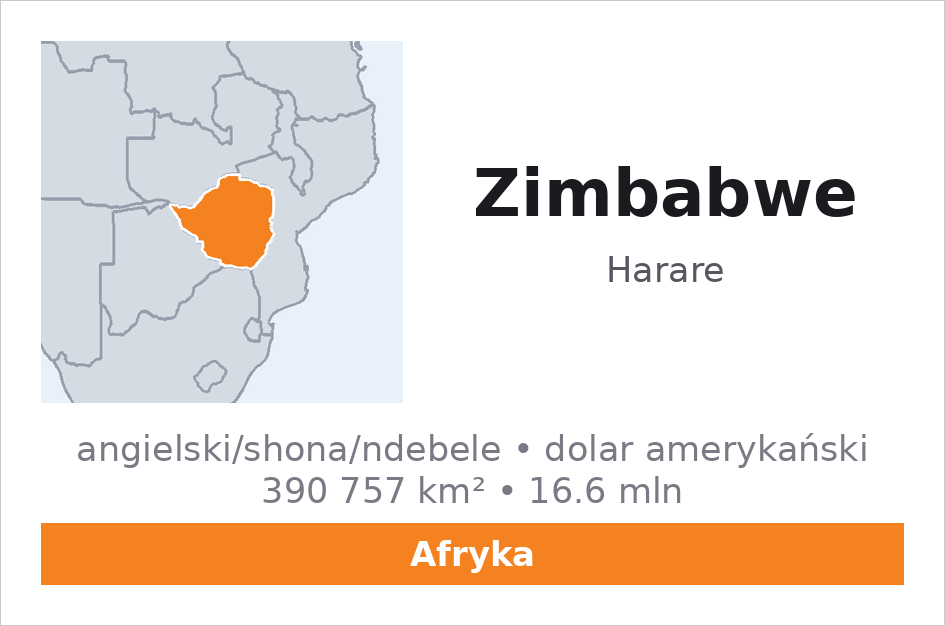 Zimbabwe
Harare
angielski/shona/ndebele • dolar amerykański
390 757 km² • 16.6 mln
Afryka